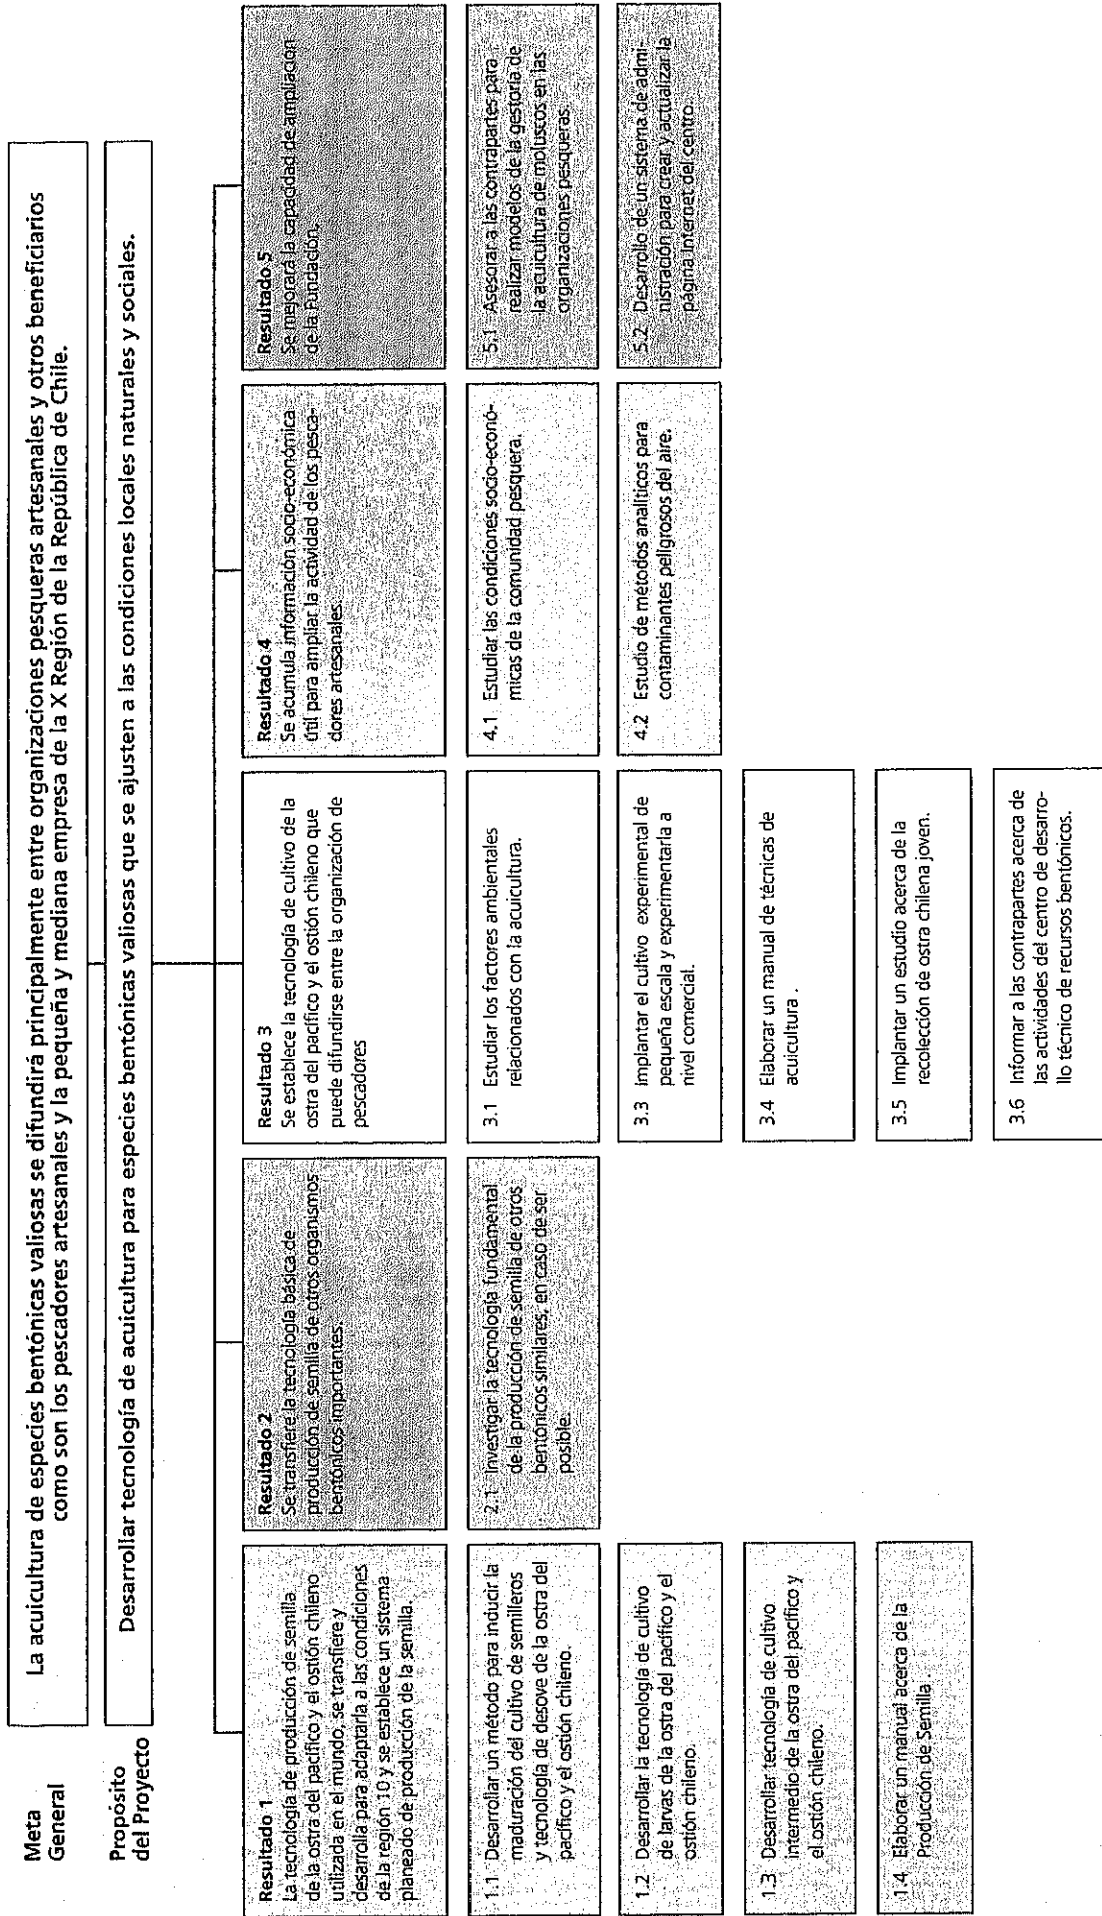 Meta
General
La acuicultura de especies bentónicas valiosas se difundirá principalmente entre organizaciones pesqueras artesanales y otros beneficiarios
como son los pescadores artesanales y la pequeña y mediana empresa de la X Región de la República de Chile.
Propósito
del Proyecto
Desarrollar tecnología de acuicultura para especies bentónicas valiosas que se ajusten a las condiciones locales naturales y sociales.
Resultado 1
La tecnología de producción de semilla
de la ostra del pacífico y el ostión chileno
utilizada en el mundo, se transfiere y
desarrolla para adaptarla a las condiciones
de la región 10 y se establece un sistema
planeado de producción de la semilla.
1.1 Desarrollar un método para inducir la
maduración del cultivo de semilleros
y tecnología de desove de la ostra del
pacífico y el ostión chileno.
1.2 Desarrollar la tecnología de cultivo
de larvas de la ostra del pacífico y el
ostión chileno.
1.3 Desarrollar tecnología de cultivo
intermedio de la ostra del pacífico y
el ostión chileno.
1.4 Elaborar un manual acerca de la
Producción de Semilla
Resultado 2
Se transfiere la tecnología básica de
producción de semilla de otros organismos
bentónicos importantes.
2.1 Investigar la tecnología fundamental
de la producción de semilla de otros
bentónicos similares, en caso de ser
posible.
Resultado 3
Se establece la tecnología de cultivo de la
ostra del pacífico y el ostión chileno que
puede difundirse entre la organización de
pescadores
3.1 Estudiar los factores ambientales
relacionados con la acuicultura.
3.3 Implantar el cultivo experimental de
pequeña escala y experimentarla a
nivel comercial.
3.4 Elaborar un manual de técnicas de
acuicultura .
3.5 Implantar un estudio acerca de la
recolección de ostra chilena joven.
3.6 Informar a las contrapartes acerca de
las actividades del centro de desarro-
llo técnico de recursos bentónicos.
Resultado 4
Se acumula información socio-económica
útil para ampliar la actividad de los pesca-
dores artesanales.
4.1 Estudiar las condiciones socio-econó-
micas de la comunidad pesquera.
4.2 Estudio de métodos analíticos para
contaminantes peligrosos del aire.
Resultado 5
Se mejorará la capacidad de ampliación
de la Fundación.
5.1 Asesorar a las contrapartes para
realizar modelos de la gestoría de
la acuicultura de moluscos en las
organizaciones pesqueras.
5.2 Desarrollo de un sistema de admi-
nistración para crear y actualizar la
página Internet del centro.